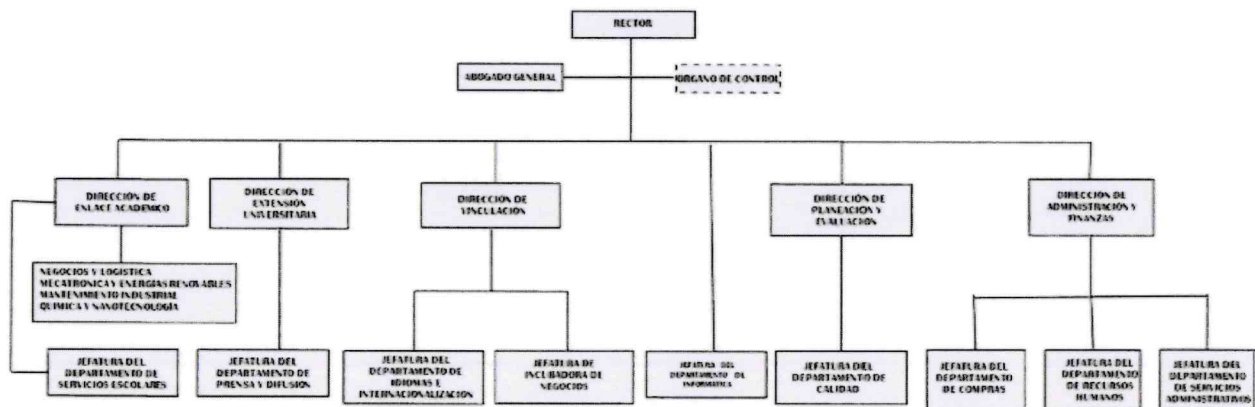 RECTOR
ABOGADO GENERAL
ORGANO DE CONTROL
DIRECCIÓN DE
ENLACE ACADÉMICO
DIRECCIÓN DE
EXTENSIÓN
UNIVERSITARIA
DIRECCIÓN DE
VINCULACIÓN
DIRECCIÓN DE
PLANEACIÓN Y
EVALUACIÓN
DIRECCIÓN DE
ADMINISTRACIÓN Y
FINANZAS
NEGOCIOS Y LOGÍSTICA
MECATRONICA Y ENERGÍAS RENOVABLES
MANTENIMIENTO INDUSTRIAL
QUÍMICA Y NANOTECNOLOGÍA
JEFATURA DEL
DEPARTAMENTO DE
SERVICIOS ESCOLARES
JEFATURA DEL
DEPARTAMENTO DE
PRENSA Y DIFUSIÓN
JEFATURA DEL
DEPARTAMENTO DE
IDIOMAS E
INTERNACIONALIZACIÓN
JEFATURA DE
INCUBADORA DE
NEGOCIOS
JEFATURA DEL
DEPARTAMENTO DE
INFORMÁTICA
JEFATURA DEL
DEPARTAMENTO DE
CALIDAD
JEFATURA DEL
DEPARTAMENTO
DE COMPRAS
JEFATURA DEL
DEPARTAMENTO
DE RECURSOS
HUMANOS
JEFATURA DEL
DEPARTAMENTO
DE SERVICIOS
ADMINISTRATIVOS